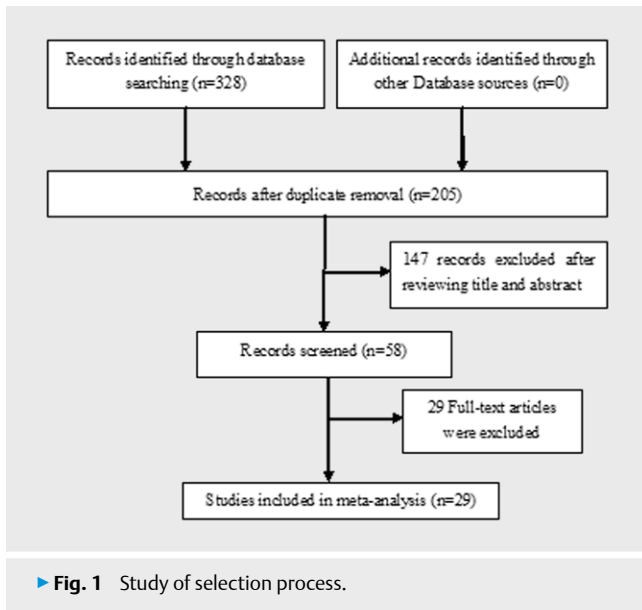 Records identified through database
searching (n=328)
Additional records identified through
other Database sources (n=0)
Records after duplicate removal (n=205)
147 records excluded after
reviewing title and abstract
Records screened (n=58)
29 Full-text articles
were excluded
Studies included in meta-analysis (n=29)
► Fig. 1 Study of selection process.